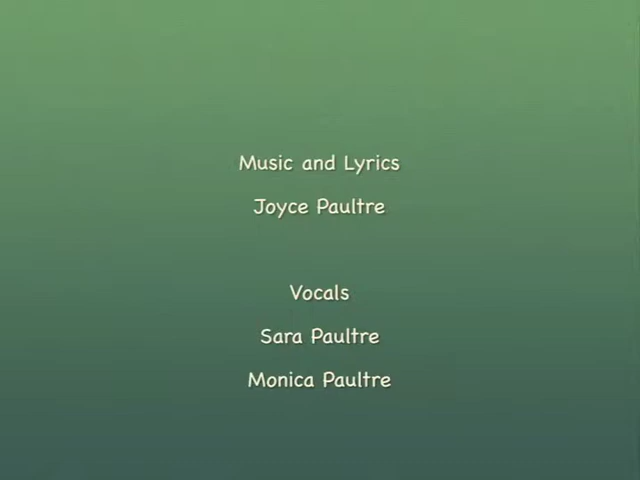 Music and Lyrics
Joyce Paultre
Vocals
Sara Paultre
Monica Paultre